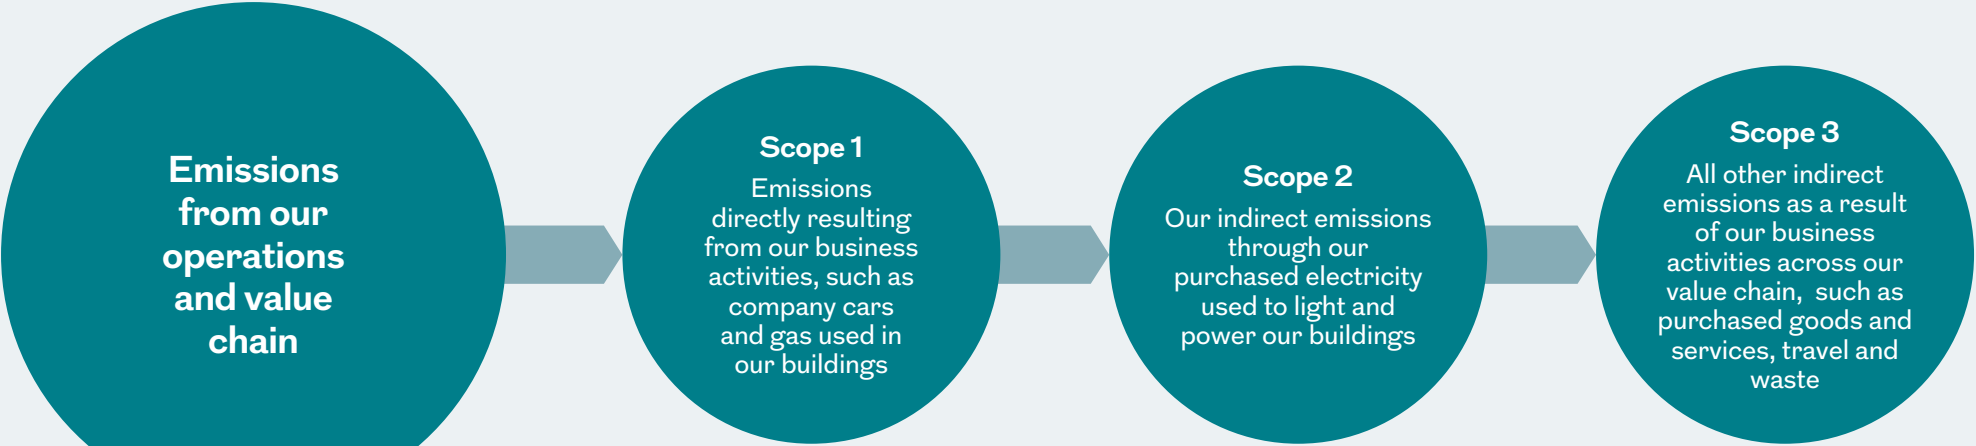 Emissions
from our
operations
and value
chain
Scope 1
Emissions
directly resulting
from our business
activities, such as
company cars
and gas used in
our buildings
Scope 2
Our indirect emissions
through our
purchased electricity
used to light and
power our buildings
Scope 3
All other indirect
emissions as a result
of our business
activities across our
value chain,  such as
purchased goods and
services, travel and
waste